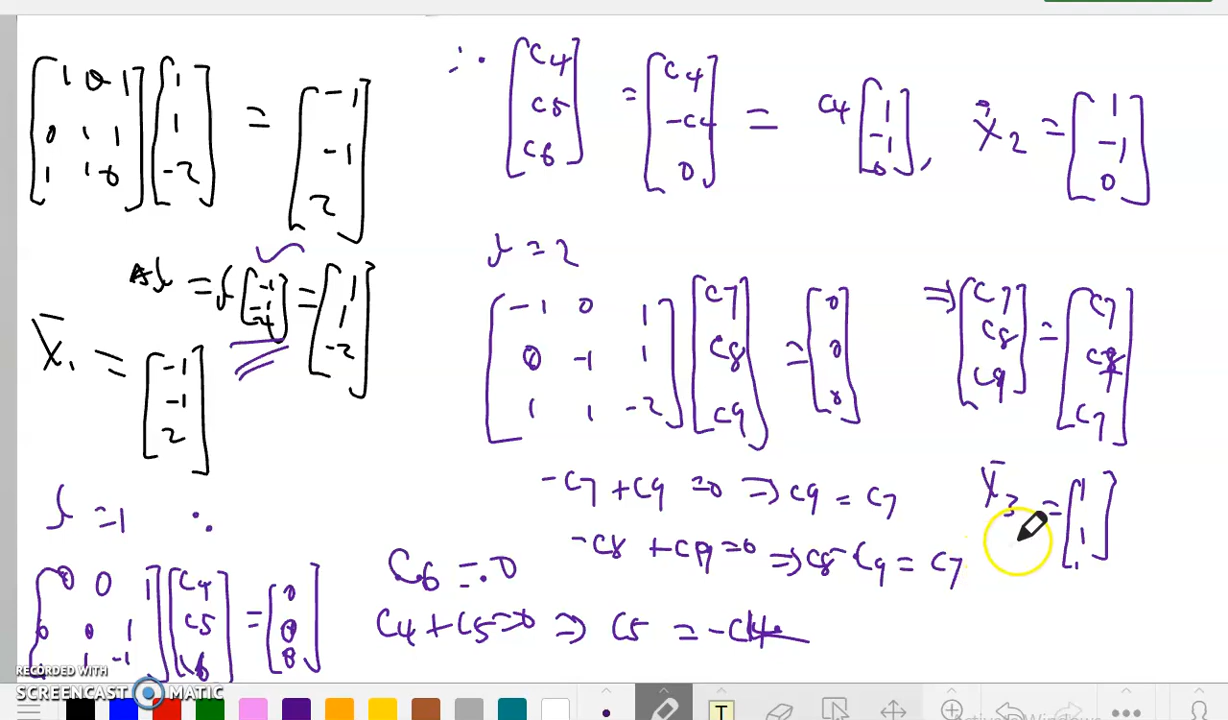 [1 0 1; 0 1 1; 1 1 0] [1; 1; -2] = [-1; -1; 2]
= λ [-1; -1; 2] = [1; 1; -2]
X̄1 = [-1; -1; 2]
λ = 1 ∴
[0 0 1; 0 0 1; 1 -1] [C4; C5; C6] = [0; 0; 0]
∴ [C4; C5; C6] = [C4; -C4; 0] = C4 [1; -1; 0], X2 = [1; -1; 0]
λ = 2
[-1 0 1; 0 -1 1; 1 1 -2] [C7; C8; C9] = [0; 0; 0] ⇒ [C7; C8; C9] = [C7; C7; C7]
-C7 + C9 = 0 ⇒ C9 = C7
-C8 + C9 = 0 ⇒ C8 = C9 = C7
X̄3 = [1; 1; 1]
C6 = 0
C4 + C5 = 0 ⇒ C5 = -C4
RECORDED WITH
SCREENCAST MATIC
T